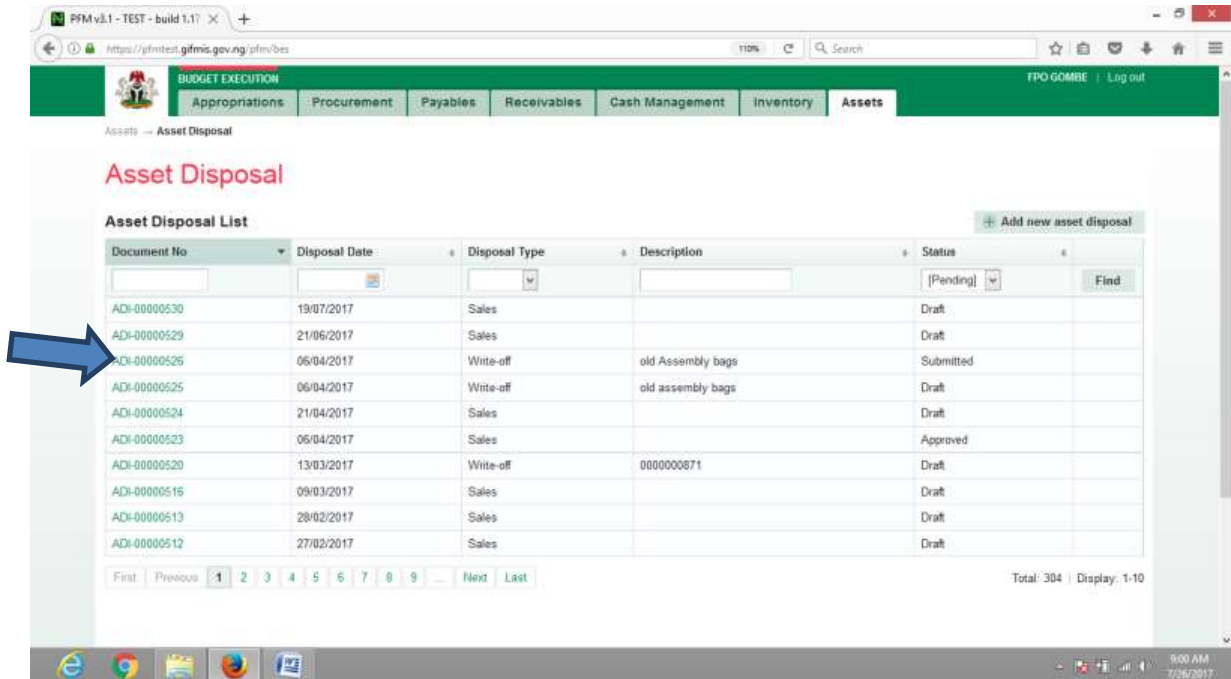 PFM v3.1 - TEST - build 1.1
https://pfmtest.gifmis.gov.ng/pfm/bes 110% Search
BUDGET EXECUTION FPO GOMBE | Log out
Appropriations Procurement Payables Receivables Cash Management Inventory Assets
Assets → Asset Disposal
Asset Disposal
Asset Disposal List + Add new asset disposal
Document No Disposal Date Disposal Type Description Status
[Pending] Find
ADI-00000530 19/07/2017 Sales Draft
ADI-00000529 21/06/2017 Sales Draft
ADI-00000526 06/04/2017 Write-off old Assembly bags Submitted
ADI-00000525 06/04/2017 Write-off old assembly bags Draft
ADI-00000524 21/04/2017 Sales Draft
ADI-00000523 06/04/2017 Sales Approved
ADI-00000520 13/03/2017 Write-off 0000000871 Draft
ADI-00000516 09/03/2017 Sales Draft
ADI-00000513 28/02/2017 Sales Draft
ADI-00000512 27/02/2017 Sales Draft
First Previous 1 2 3 4 5 6 7 8 9 ... Next Last Total: 304 | Display: 1-10
9:00 AM
7/26/2017